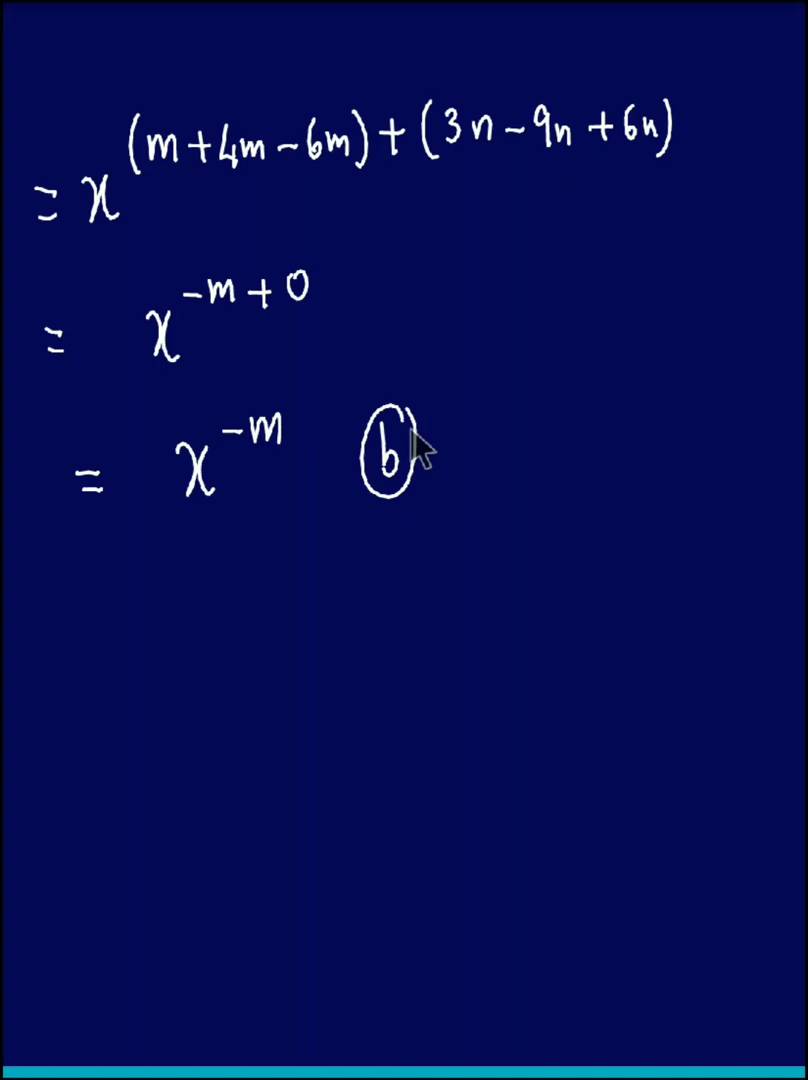 = x^(m+4m-6m)+(3n-9n+6n)
= x^-m+0
= x^-m b